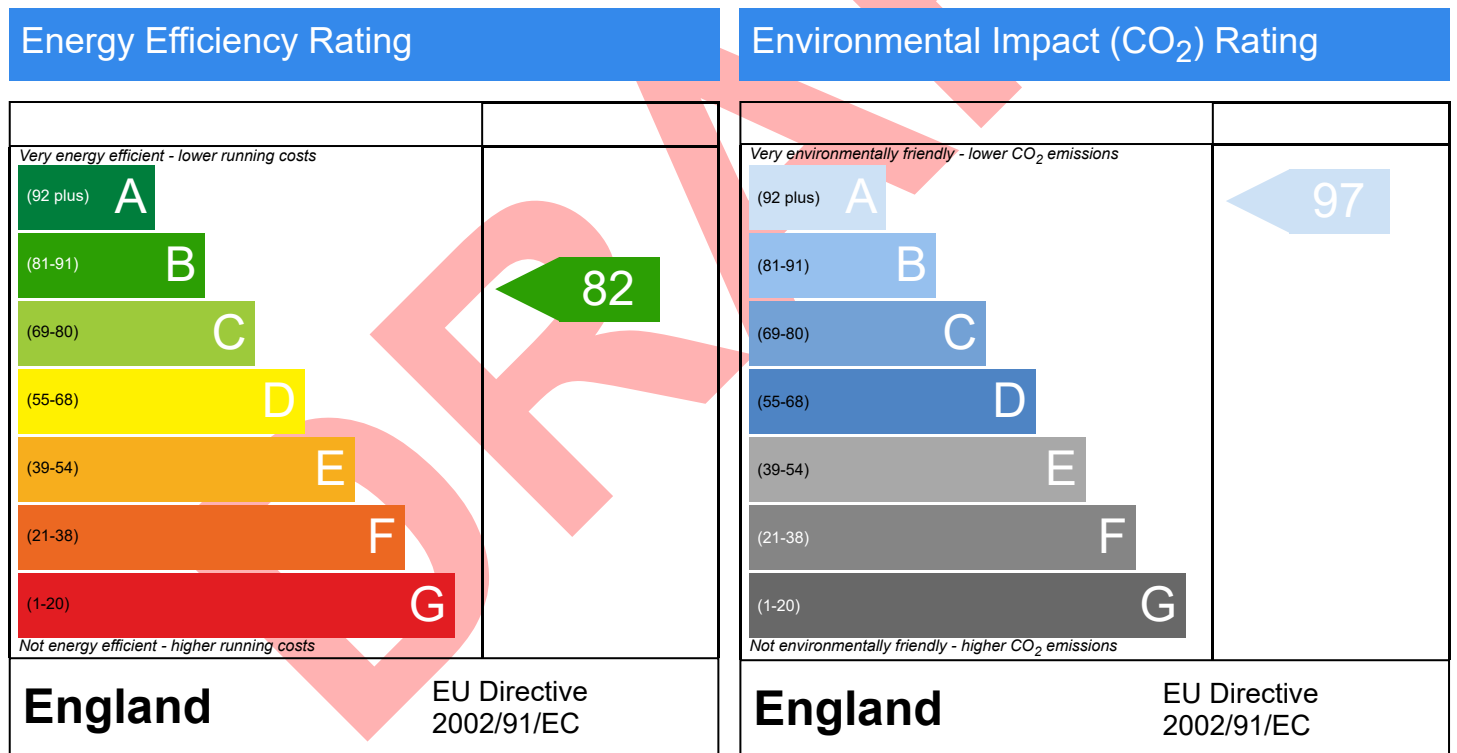 Energy Efficiency Rating
Very energy efficient - lower running costs
(92 plus) A
(81-91) B
82
(69-80) C
(55-68) D
(39-54) E
(21-38) F
(1-20) G
Not energy efficient - higher running costs
England
EU Directive
2002/91/EC
Environmental Impact (CO₂) Rating
Very environmentally friendly - lower CO₂ emissions
(92 plus) A
97
(81-91) B
(69-80) C
(55-68) D
(39-54) E
(21-38) F
(1-20) G
Not environmentally friendly - higher CO₂ emissions
England
EU Directive
2002/91/EC
DRA